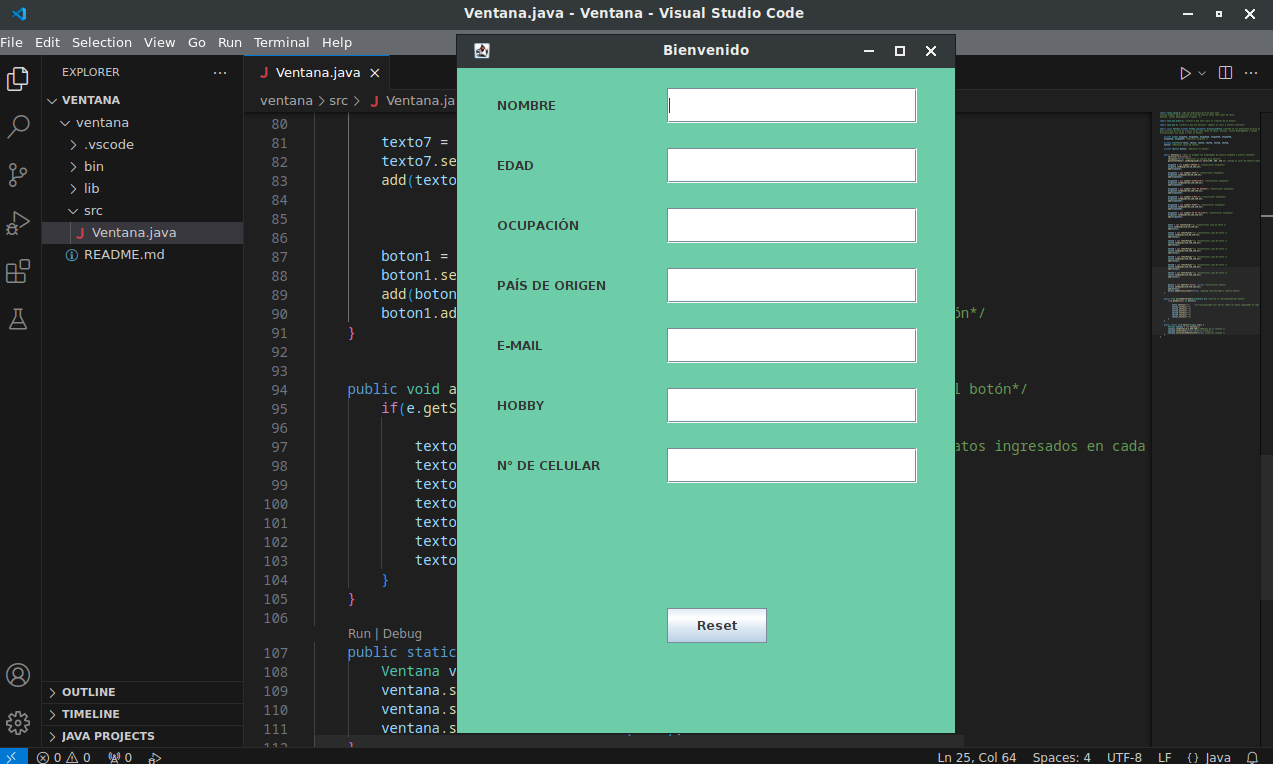 Ventana.java - Ventana - Visual Studio Code
File Edit Selection View Go Run Terminal Help
EXPLORER
VENTANA
ventana
.vscode
bin
lib
src
Ventana.java
README.md
OUTLINE
TIMELINE
JAVA PROJECTS
Ventana.java
ventana > src > Ventana.ja
80
81 texto7 =
82 texto7.se
83 add(texto
84
85
86
87 boton1 =
88 boton1.se
89 add(boton
90 boton1.ad ón*/
91 }
92
93
94 public void a l botón*/
95 if(e.getS
96
97 texto atos ingresados en cada
98 texto
99 texto
100 texto
101 texto
102 texto
103 texto
104 }
105 }
106
Run | Debug
107 public static
108 Ventana v
109 ventana.s
110 ventana.s
111 ventana.s
112 }
Bienvenido
NOMBRE
EDAD
OCUPACIÓN
PAÍS DE ORIGEN
E-MAIL
HOBBY
N° DE CELULAR
Reset
0 0 0 Ln 25, Col 64 Spaces: 4 UTF-8 LF {} Java